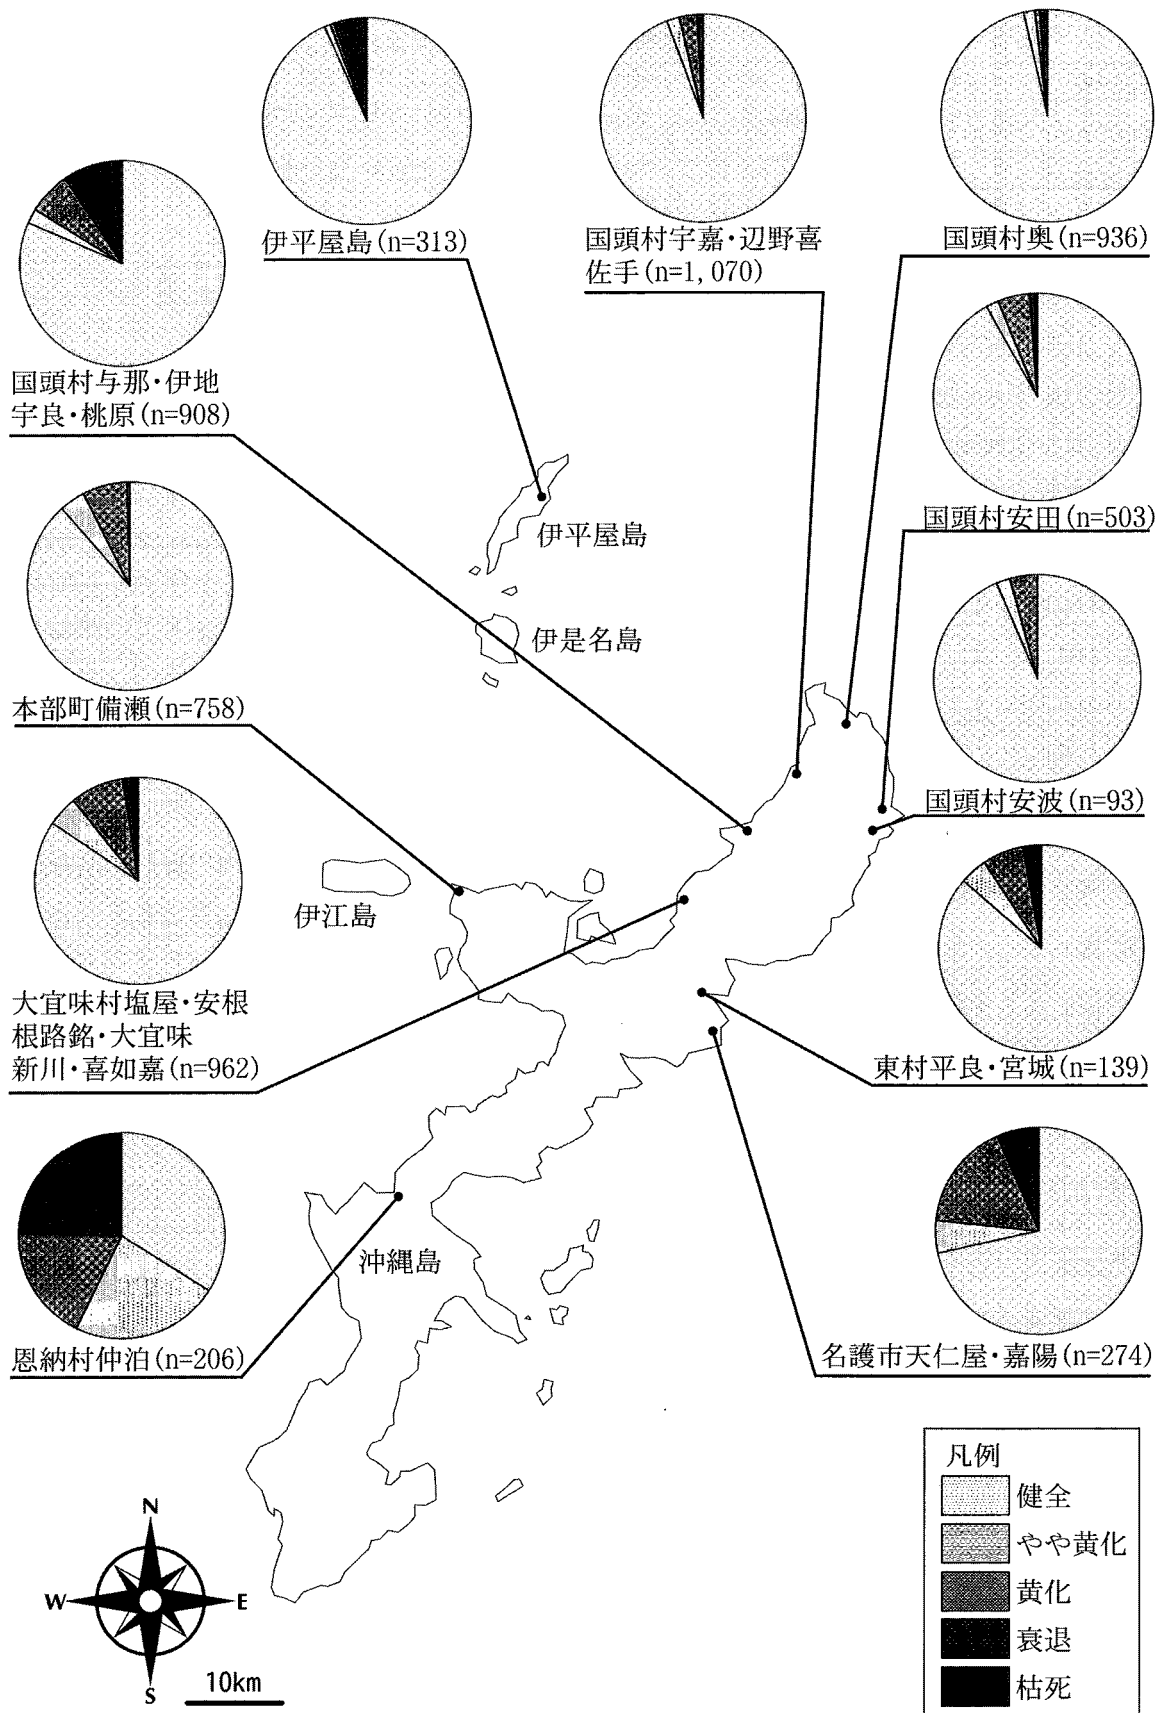 伊平屋島(n=313)
国頭村宇嘉・辺野喜
佐手(n=1,070)
国頭村奥(n=936)
国頭村与那・伊地
宇良・桃原(n=908)
国頭村安田(n=503)
伊平屋島
伊是名島
本部町備瀬(n=758)
国頭村安波(n=93)
伊江島
大宜味村塩屋・安根
根路銘・大宜味
新川・喜如嘉(n=962)
東村平良・宮城(n=139)
沖縄島
恩納村仲泊(n=206)
名護市天仁屋・嘉陽(n=274)
凡例
健全
やや黄化
黄化
衰退
枯死
N
W
E
S
10km